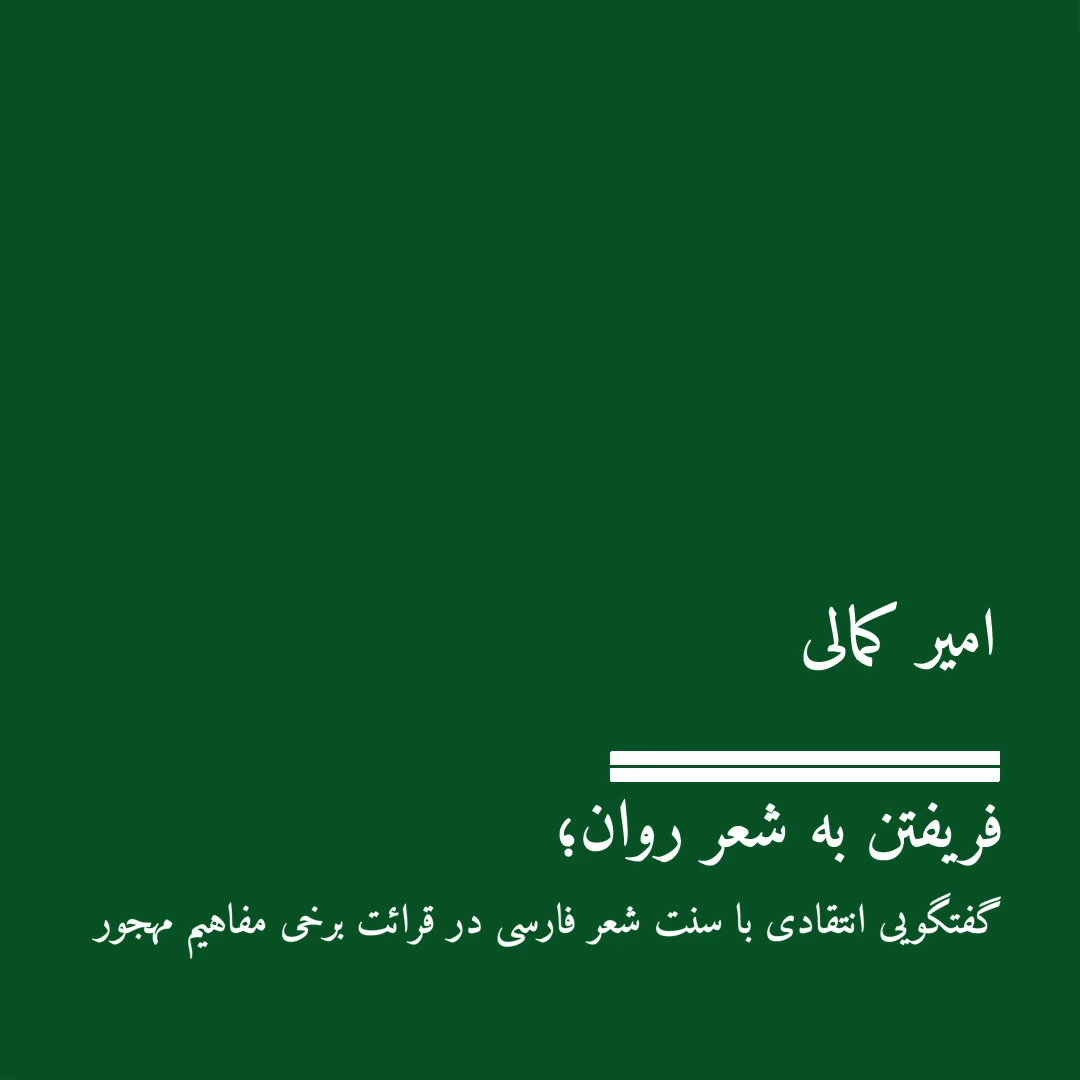 امیر کمالی
فریفتن به شعر روان؛
گفتگویی انتقادی با سنت شعر فارسی در قرائت برخی مفاهیم مهجور